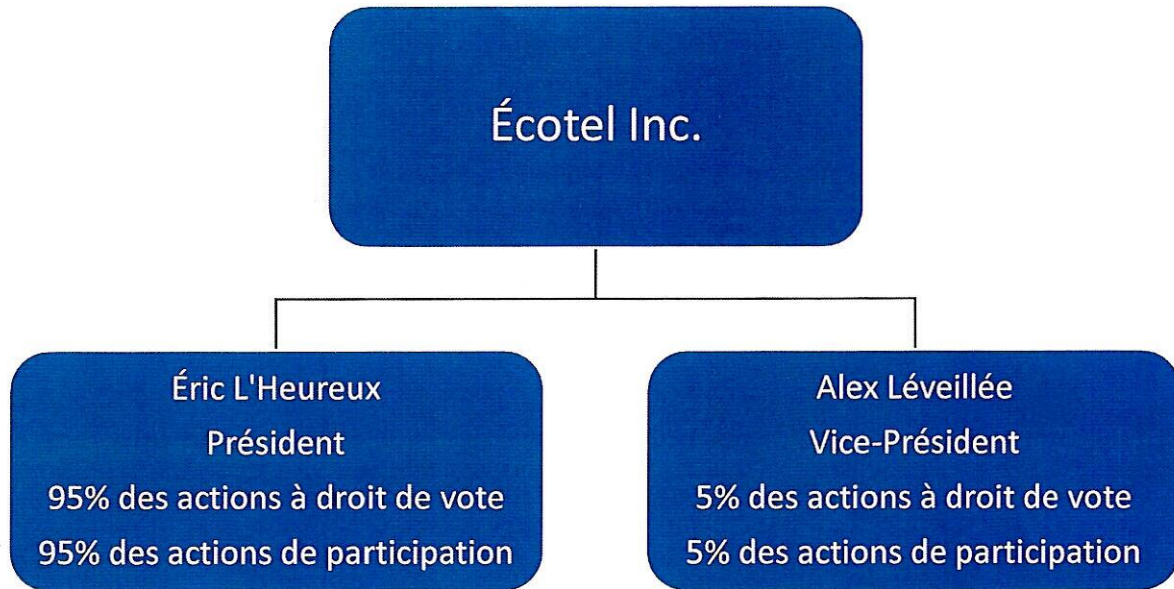 Écotel Inc.
Éric L'Heureux
Président
95% des actions à droit de vote
95% des actions de participation
Alex Léveillée
Vice-Président
5% des actions à droit de vote
5% des actions de participation